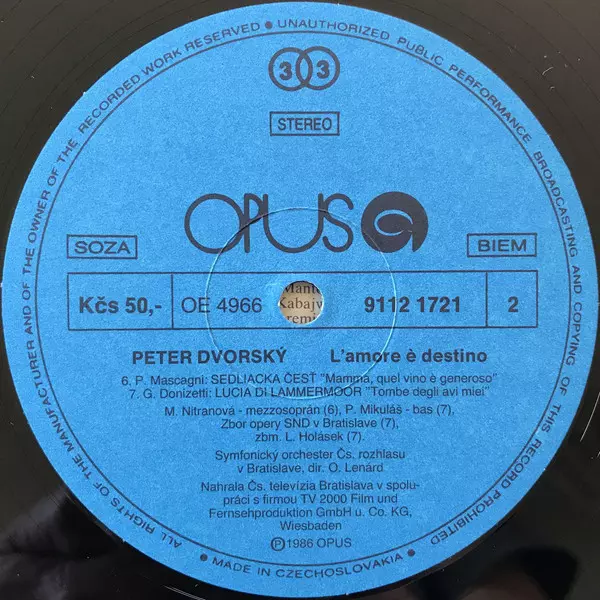 ALL RIGHTS OF THE MANUFACTURER AND OF THE OWNER OF THE RECORDED WORK RESERVED • UNAUTHORIZED PUBLIC PERFORMANCE BROADCASTING AND COPYING OF THIS RECORD PROHIBITED
33
STEREO
OPUS
SOZA
BIEM
Kčs 50,-
OE 4966
9112 1721
2
Kabajv
PETER DVORSKÝ L'amore è destino
6. P. Mascagni: SEDLIACKA ČESŤ "Mamma, quel vino è generoso"
7. G. Donizetti: LUCIA DI LAMMERMOOR "Tombe degli avi miei"
M. Nitranová - mezzosoprán (6), P. Mikuláš - bas (7),
Zbor opery SND v Bratislave (7),
zbm. L. Holásek (7).
Symfonický orchester Čs. rozhlasu
v Bratislave, dir. O. Lenárd
Nahrala Čs. televízia Bratislava v spolu-
práci s firmou TV 2000 Film und
Fernsehproduktion GmbH u. Co. KG,
Wiesbaden
Ⓟ 1986 OPUS
• MADE IN CZECHOSLOVAKIA •